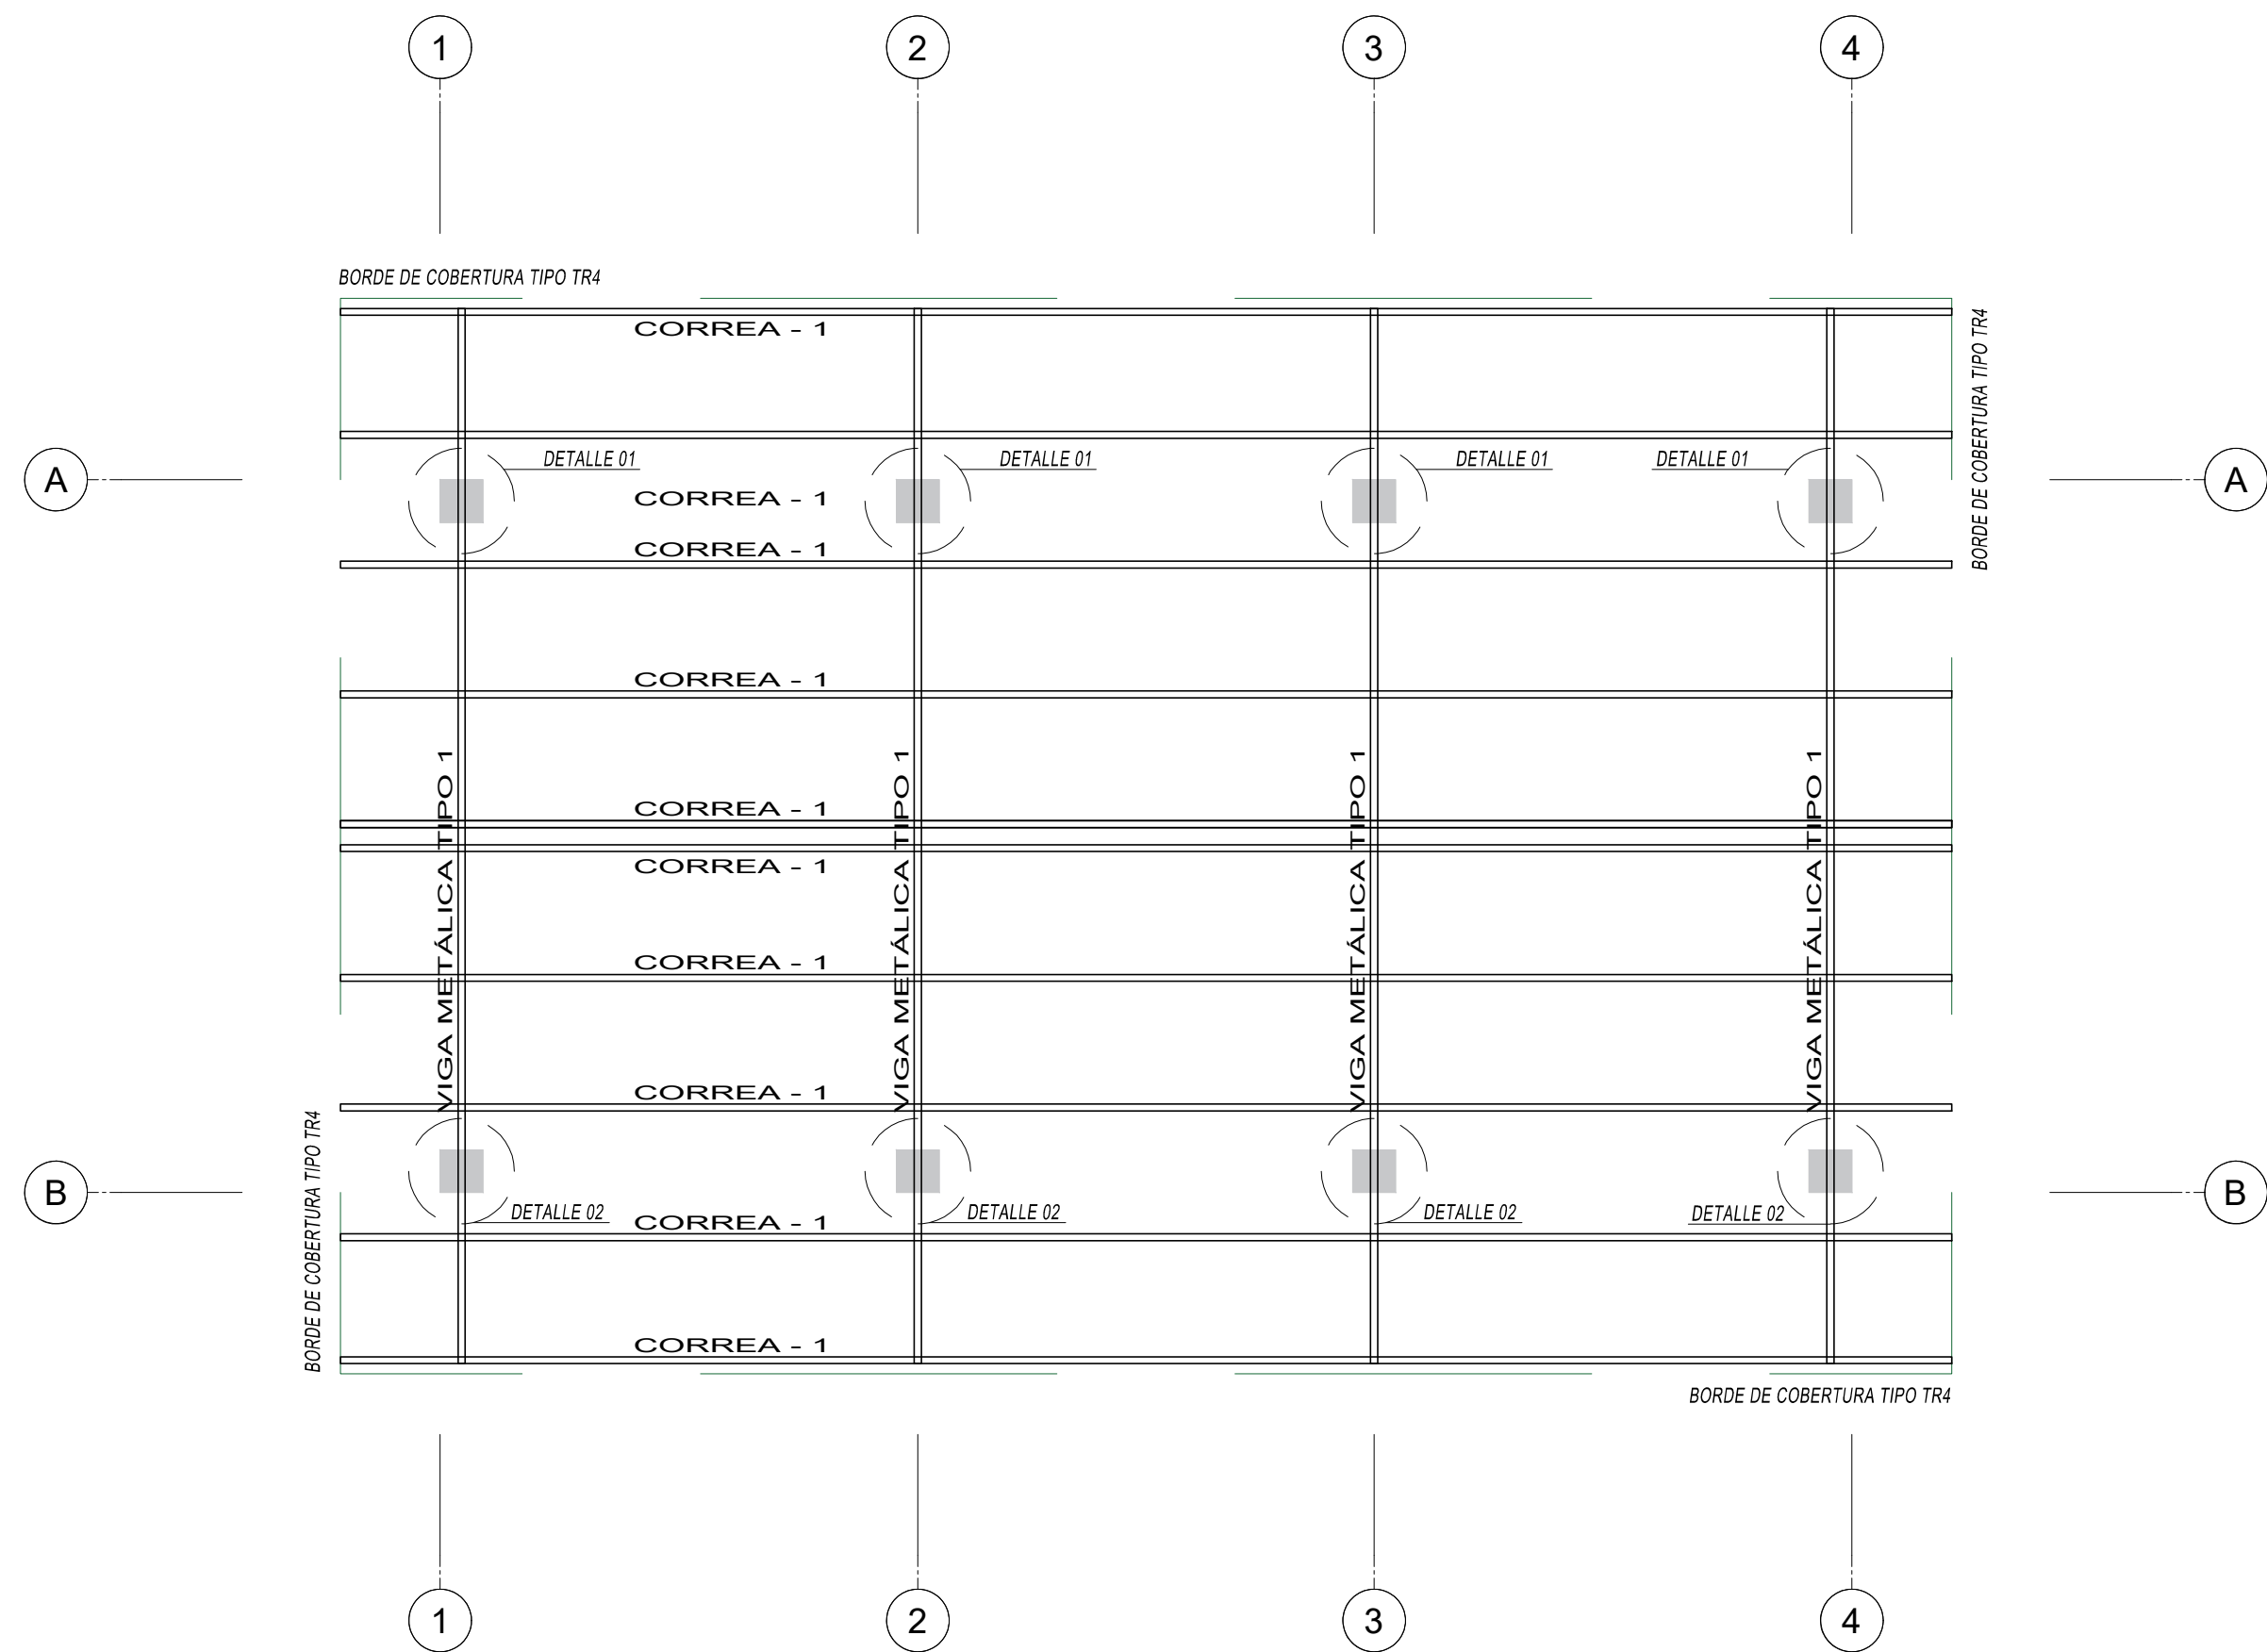 1
2
3
4
BORDE DE COBERTURA TIPO TR4
BORDE DE COBERTURA TIPO TR4
CORREA - 1
A
DETALLE 01
DETALLE 01
DETALLE 01
DETALLE 01
A
CORREA - 1
CORREA - 1
CORREA - 1
VIGA METÁLICA TIPO 1
VIGA METÁLICA TIPO 1
VIGA METÁLICA TIPO 1
VIGA METÁLICA TIPO 1
CORREA - 1
CORREA - 1
CORREA - 1
CORREA - 1
BORDE DE COBERTURA TIPO TR4
B
DETALLE 02
CORREA - 1
DETALLE 02
DETALLE 02
DETALLE 02
B
CORREA - 1
BORDE DE COBERTURA TIPO TR4
1
2
3
4